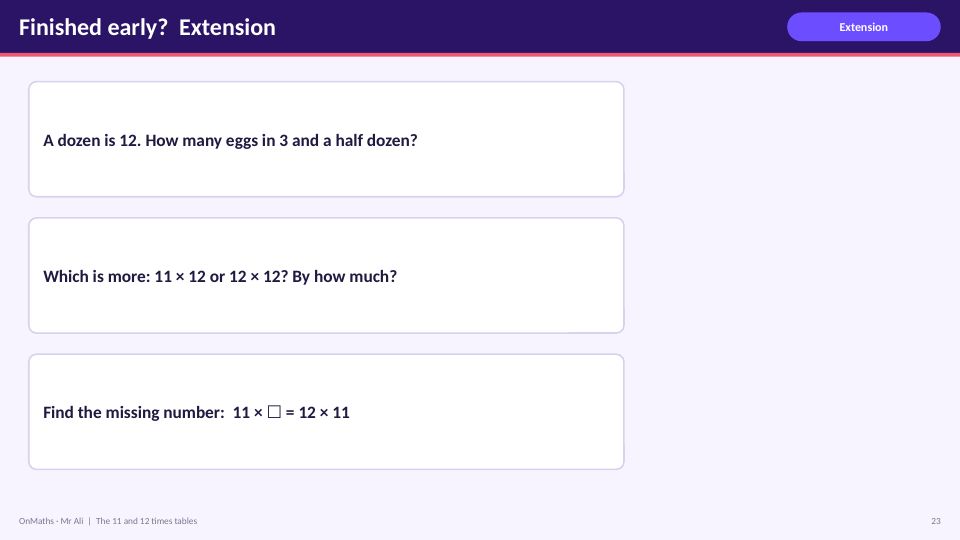 Finished early?  Extension
Extension
A dozen is 12. How many eggs in 3 and a half dozen?
Which is more: 11 × 12 or 12 × 12? By how much?
Find the missing number:  11 × ☐ = 12 × 11
OnMaths · Mr Ali  |  The 11 and 12 times tables
23